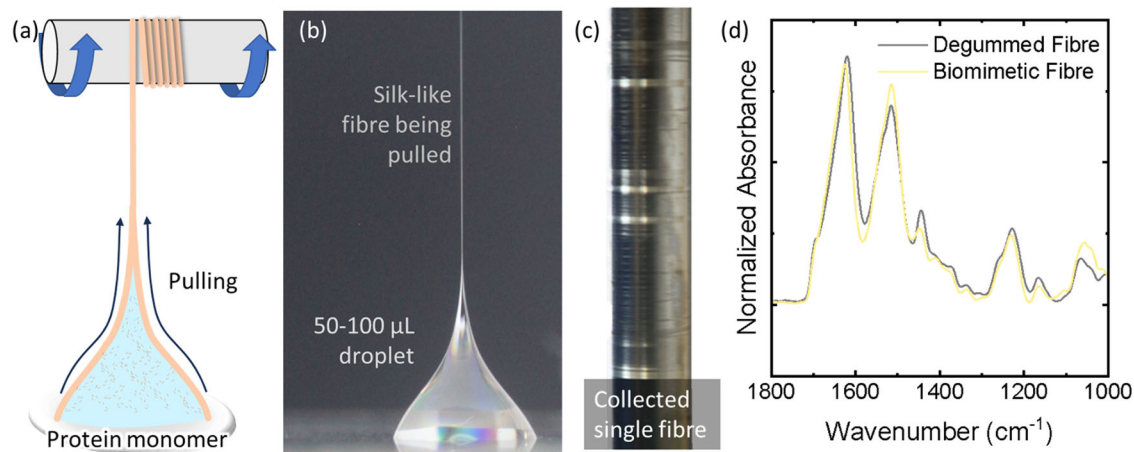 (a)
Pulling
Protein monomer
(b)
Silk-like
fibre being
pulled
50-100 µL
droplet
(c)
Collected
single fibre
(d)
Degummed Fibre
Biomimetic Fibre
Normalized Absorbance
1800
1600
1400
1200
1000
Wavenumber (cm⁻¹)